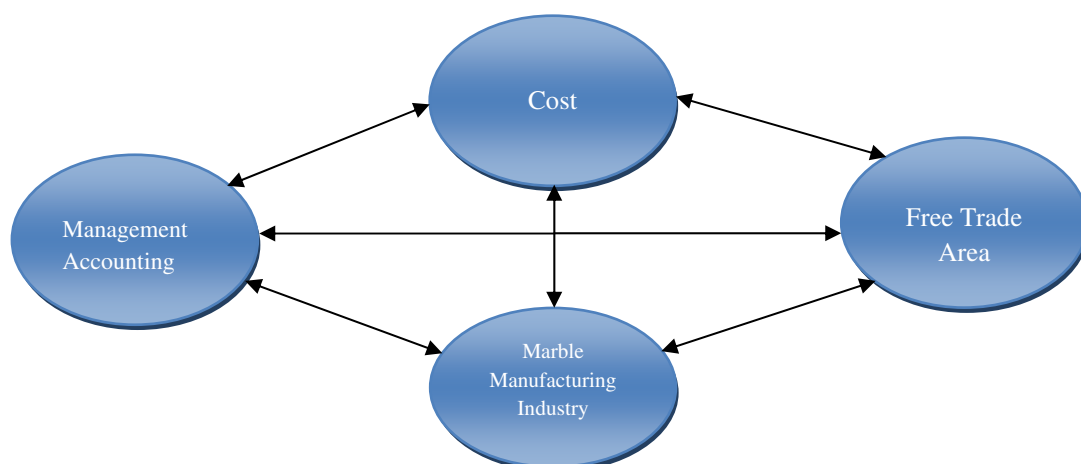 Cost
Management
Accounting
Free Trade
Area
Marble
Manufacturing
Industry